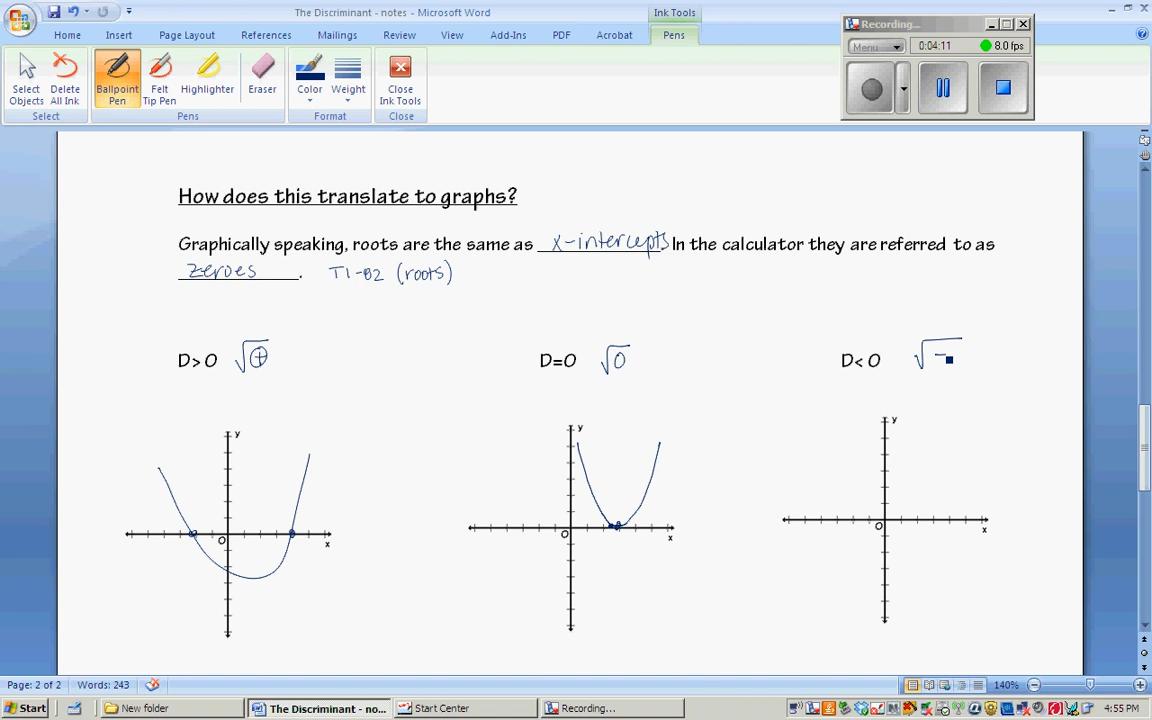 The Discriminant - notes - Microsoft Word
Ink Tools
Recording...
Home Insert Page Layout References Mailings Review View Add-Ins PDF Acrobat Pens
Menu 0:04:11 8.0 fps
Select Objects
Delete All Ink
Ballpoint Pen
Felt Tip Pen
Highlighter
Eraser
Color
Weight
Close Ink Tools
Select Pens Format Close
How does this translate to graphs?
Graphically speaking, roots are the same as x-intercepts In the calculator they are referred to as
zeroes. TI-82 (roots)
D> 0 √+ D=0 √0 D< 0 √-
y y y
O x O x O x
Page: 2 of 2 Words: 243 140%
Start New folder The Discriminant - no... Start Center Recording... 4:55 PM